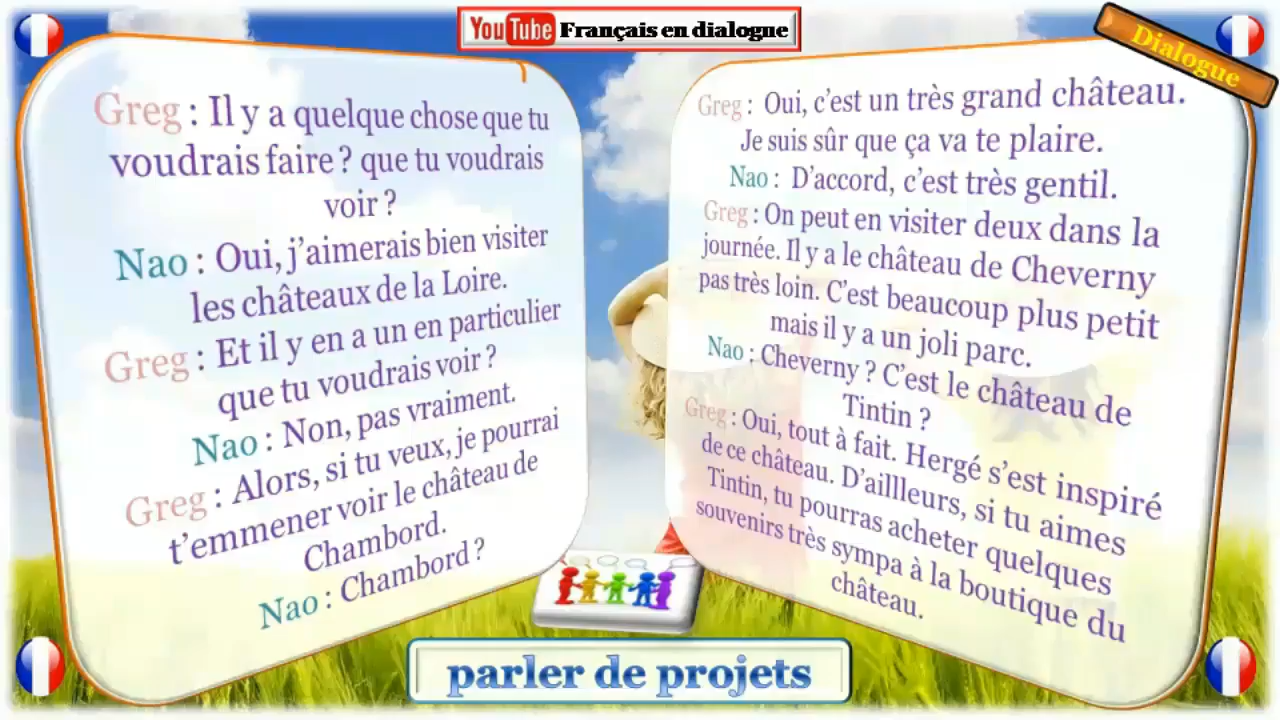 YouTube Français en dialogue
Dialogue
Greg : Il y a quelque chose que tu
voudrais faire ? que tu voudrais
voir ?
Nao : Oui, j’aimerais bien visiter
les châteaux de la Loire.
Greg : Et il y en a un en particulier
que tu voudrais voir ?
Nao : Non, pas vraiment.
Greg : Alors, si tu veux, je pourrai
t’emmener voir le château de
Chambord.
Nao : Chambord ?
Greg : Oui, c’est un très grand château.
Je suis sûr que ça va te plaire.
Nao : D’accord, c’est très gentil.
Greg : On peut en visiter deux dans la
journée. Il y a le château de Cheverny
pas très loin. C’est beaucoup plus petit
mais il y a un joli parc.
Nao : Cheverny ? C’est le château de
Tintin ?
Greg : Oui, tout à fait. Hergé s’est inspiré
de ce château. D’aillleurs, si tu aimes
Tintin, tu pourras acheter quelques
souvenirs très sympa à la boutique du
château.
parler de projets